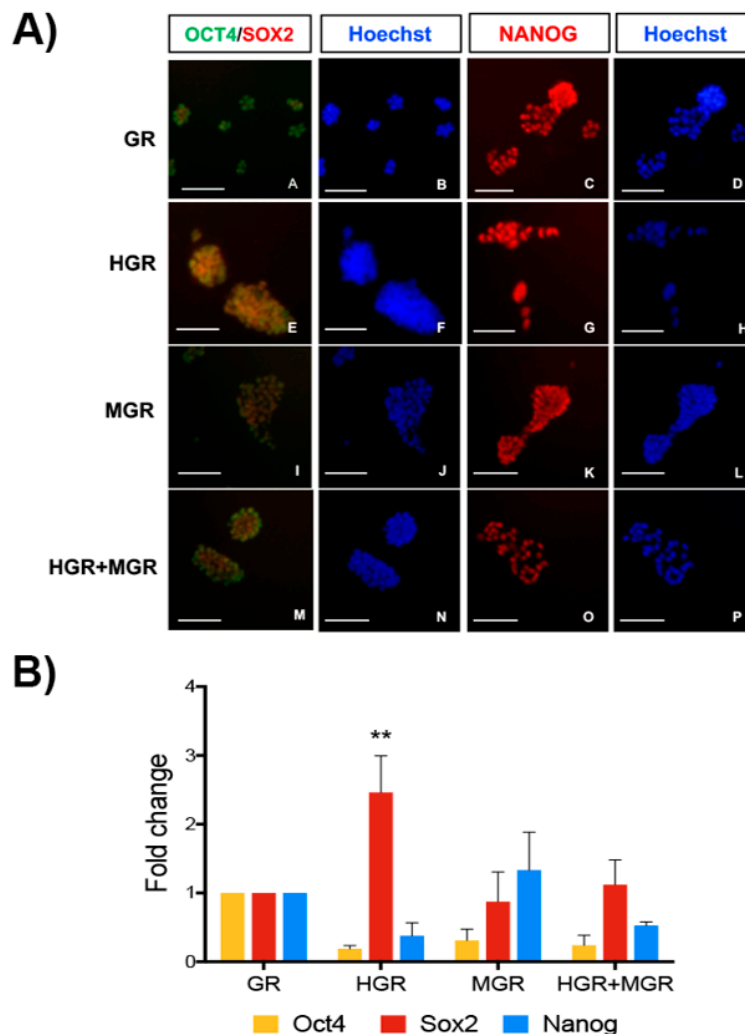 A)
OCT4/SOX2 Hoechst NANOG Hoechst
GR
A B C D
HGR
E F G H
MGR
I J K L
HGR+MGR
M N O P
B)
Fold change
4
3
2
1
0
**
GR HGR MGR HGR+MGR
Oct4 Sox2 Nanog